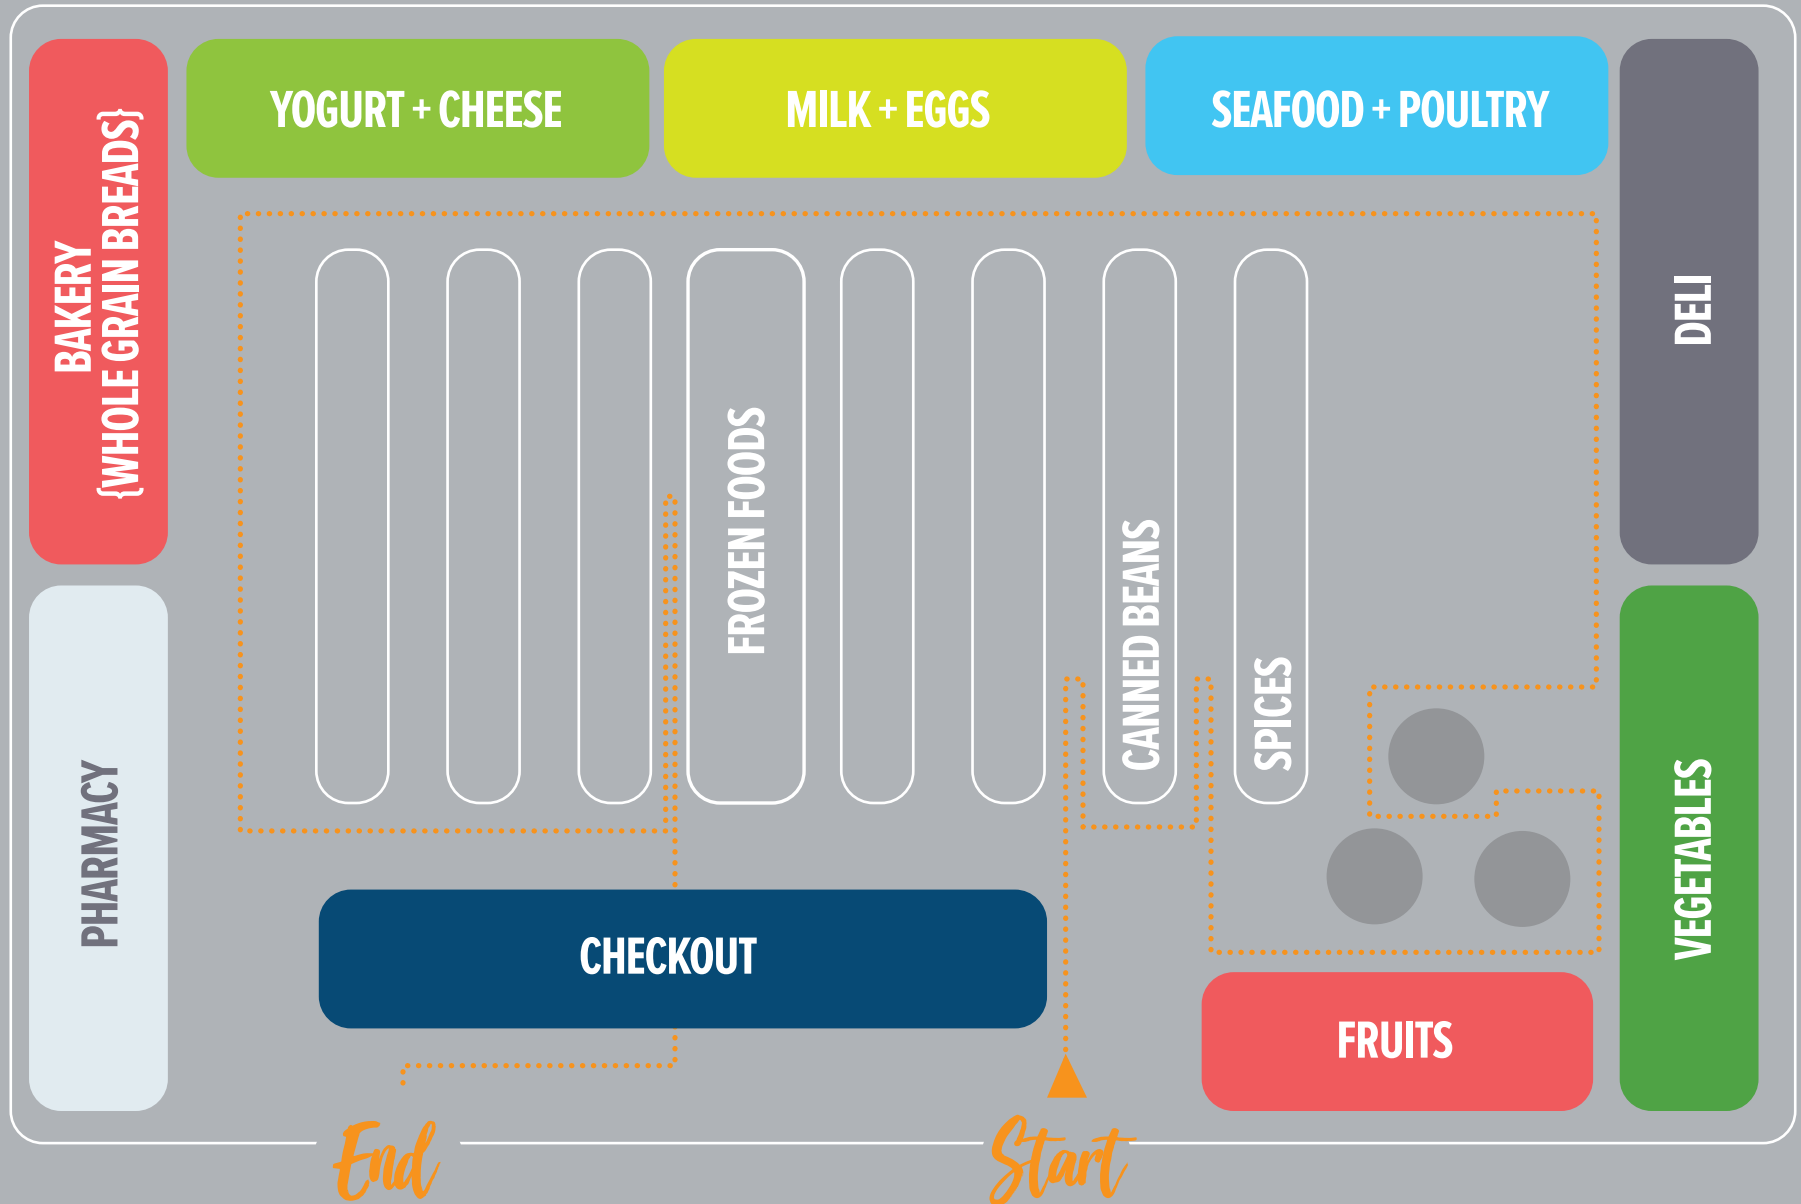 YOGURT + CHEESE
MILK + EGGS
SEAFOOD + POULTRY
BAKERY
{WHOLE GRAIN BREADS}
DELI
FROZEN FOODS
CANNED BEANS
SPICES
PHARMACY
VEGETABLES
CHECKOUT
FRUITS
End
Start